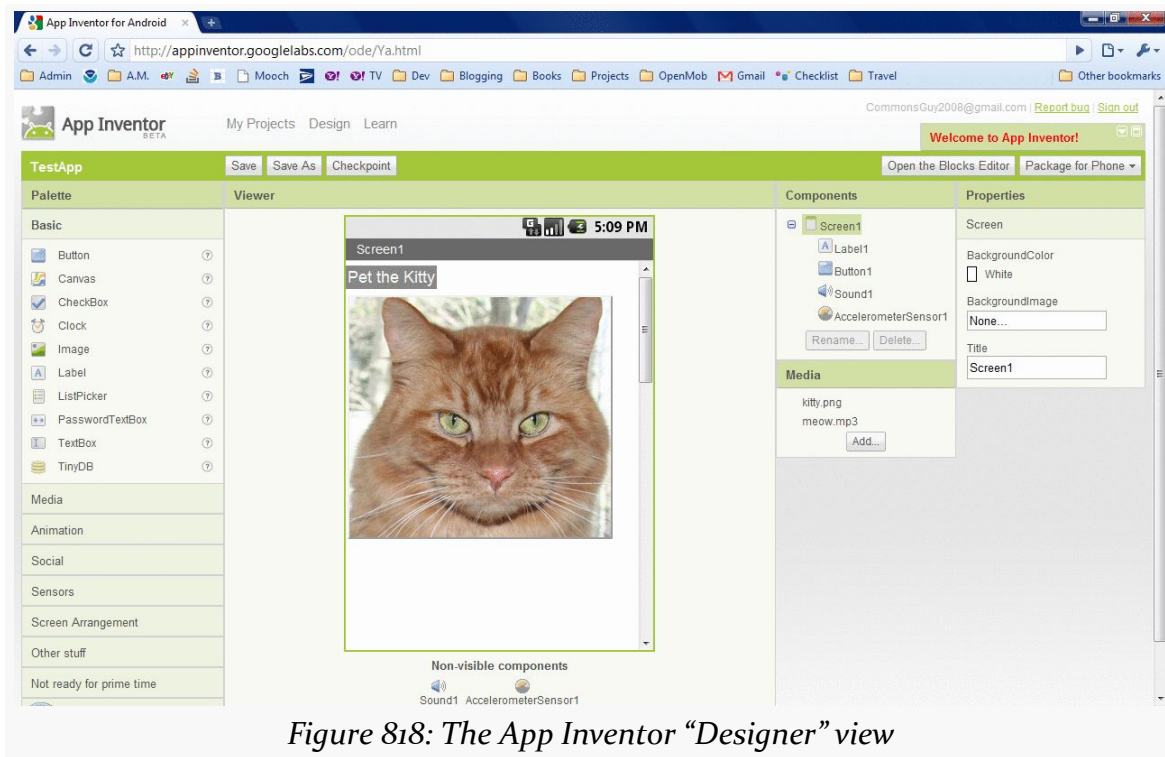 App Inventor for Android
http://appinventor.googlelabs.com/ode/Ya.html
Admin A.M. Mooch TV Dev Blogging Books Projects OpenMob Gmail Checklist Travel Other bookmarks
CommonsGuy2008@gmail.com | Report bug | Sign out
App Inventor
BETA
My Projects Design Learn
Welcome to App Inventor!
TestApp Save Save As Checkpoint Open the Blocks Editor Package for Phone
Palette Viewer Components Properties
Basic
Button
Canvas
CheckBox
Clock
Image
Label
ListPicker
PasswordTextBox
TextBox
TinyDB
Media
Animation
Social
Sensors
Screen Arrangement
Other stuff
Not ready for prime time
5:09 PM
Screen1
Pet the Kitty
Non-visible components
Sound1 AccelerometerSensor1
Screen1
Label1
Button1
Sound1
AccelerometerSensor1
Rename... Delete...
Media
kitty.png
meow.mp3
Add...
Screen
BackgroundColor
White
BackgroundImage
None...
Title
Screen1
Figure 818: The App Inventor “Designer” view